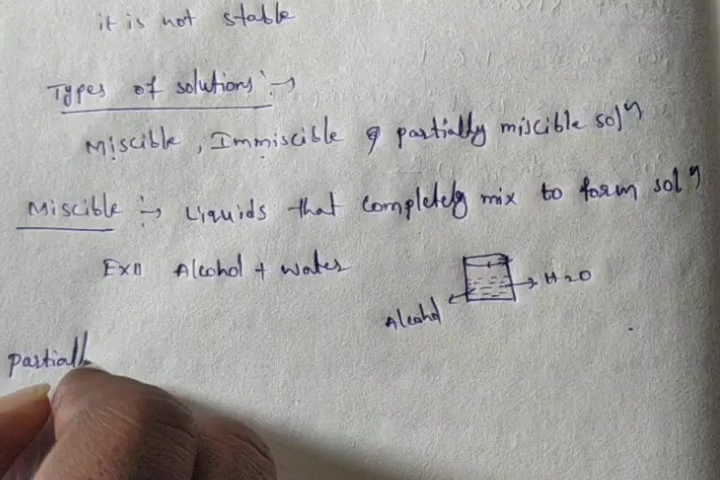 it is not stable
Types of solutions :→
Miscible, Immiscible & partially miscible solⁿ
Miscible :→ Liquids that completely mix to form solⁿ
Ex:- Alcohol + Water
Alcohol → H2O
partiall